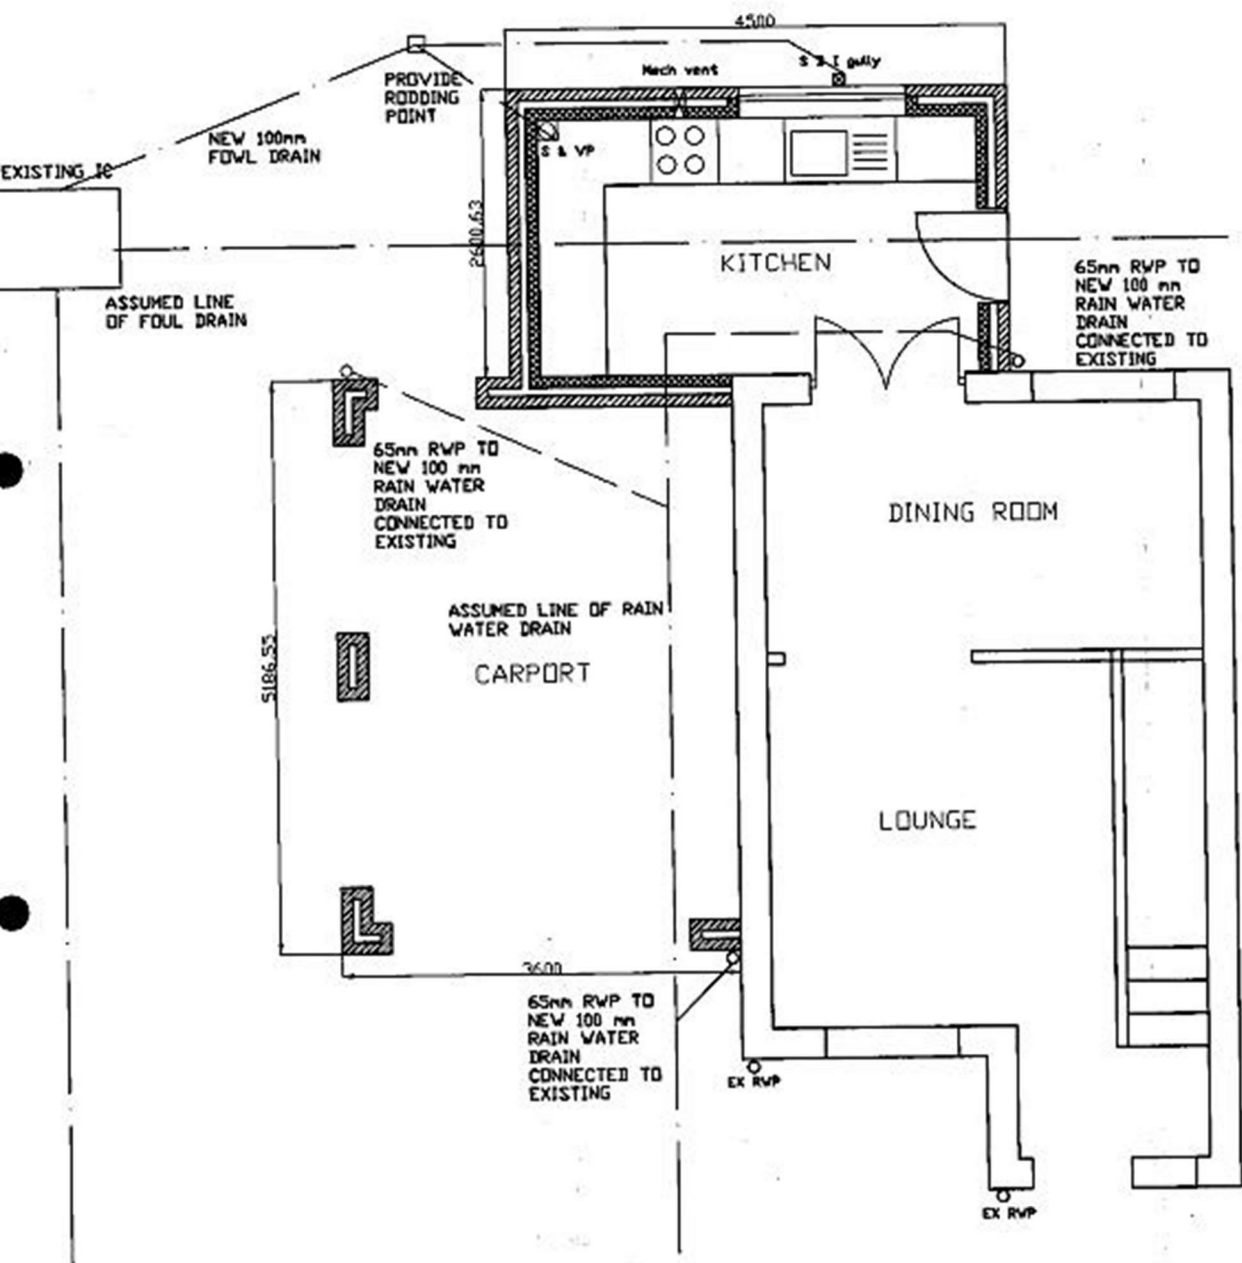 4500
S & I gully
Mech vent
PROVIDE
RODDING
POINT
NEW 100mm
FOWL DRAIN
S & VP
EXISTING IC
2600.63
KITCHEN
65mm RWP TO
NEW 100 mm
RAIN WATER
DRAIN
CONNECTED TO
EXISTING
ASSUMED LINE
OF FOUL DRAIN
65mm RWP TO
NEW 100 mm
RAIN WATER
DRAIN
CONNECTED TO
EXISTING
DINING ROOM
ASSUMED LINE OF RAIN
WATER DRAIN
5186.55
CARPORT
LOUNGE
3600
65mm RWP TO
NEW 100 mm
RAIN WATER
DRAIN
CONNECTED TO
EXISTING
EX RWP
EX RWP